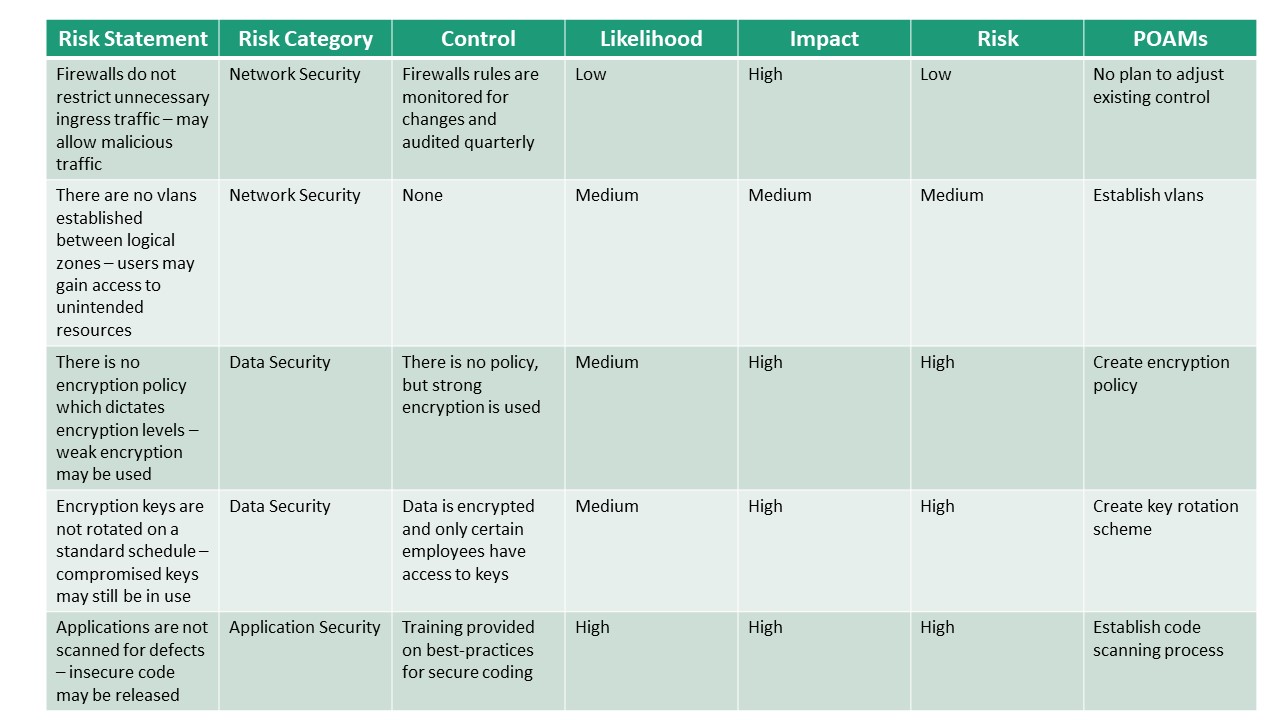 Risk Statement
Risk Category
Control
Likelihood
Impact
Risk
POAMs
Firewalls do not
restrict unnecessary
ingress traffic – may
allow malicious
traffic
Network Security
Firewalls rules are
monitored for
changes and
audited quarterly
Low
High
Low
No plan to adjust
existing control
There are no vlans
established
between logical
zones – users may
gain access to
unintended
resources
Network Security
None
Medium
Medium
Medium
Establish vlans
There is no
encryption policy
which dictates
encryption levels –
weak encryption
may be used
Data Security
There is no policy,
but strong
encryption is used
Medium
High
High
Create encryption
policy
Encryption keys are
not rotated on a
standard schedule –
compromised keys
may still be in use
Data Security
Data is encrypted
and only certain
employees have
access to keys
Medium
High
High
Create key rotation
scheme
Applications are not
scanned for defects
– insecure code
may be released
Application Security
Training provided
on best-practices
for secure coding
High
High
High
Establish code
scanning process